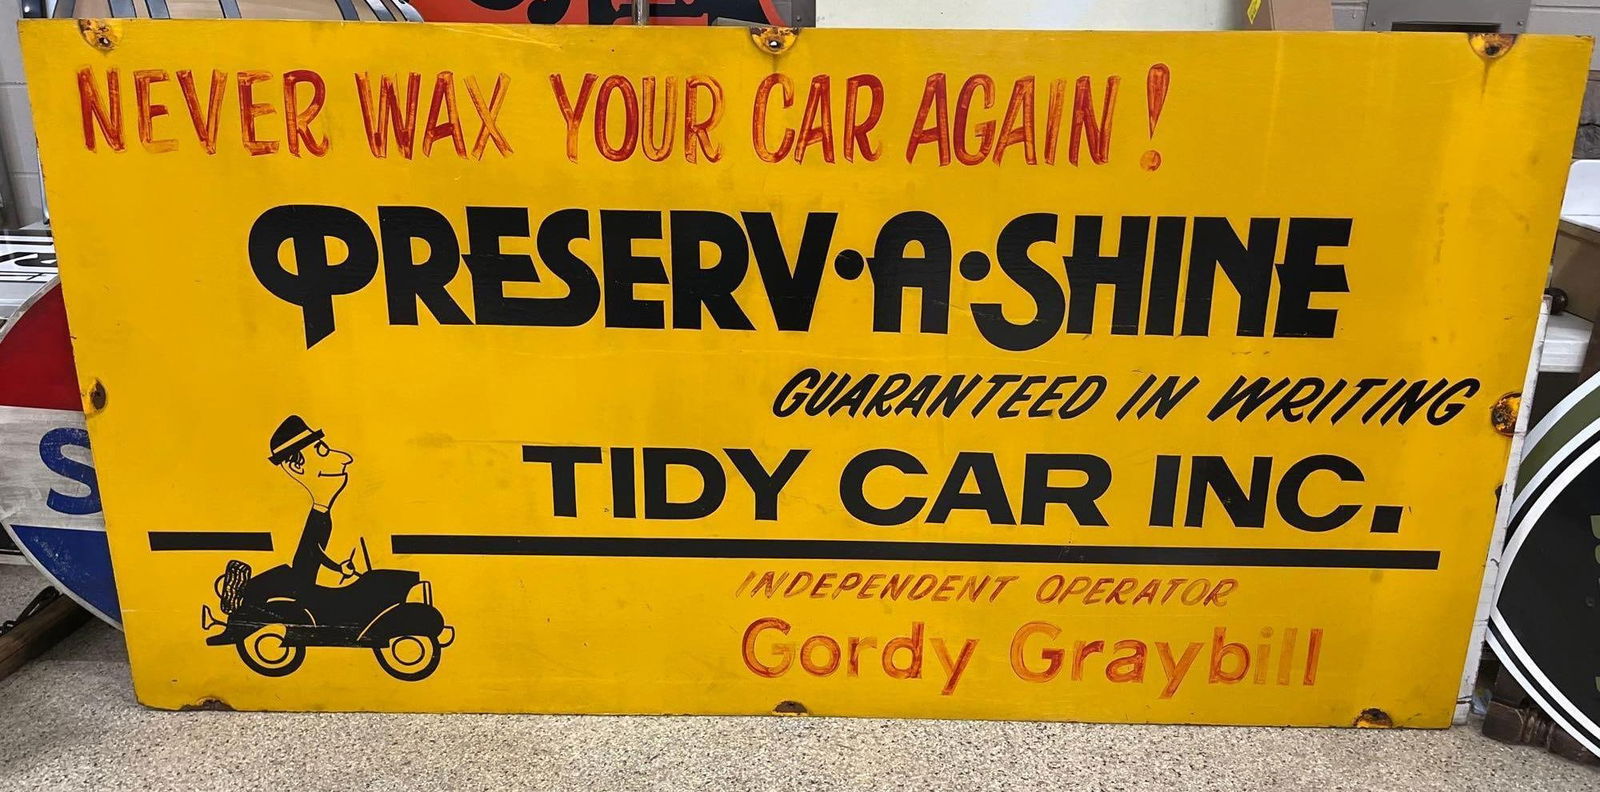 NEVER WAX YOUR CAR AGAIN!
PRESERV·A·SHINE
GUARANTEED IN WRITING
TIDY CAR INC.
INDEPENDENT OPERATOR
Gordy Graybill